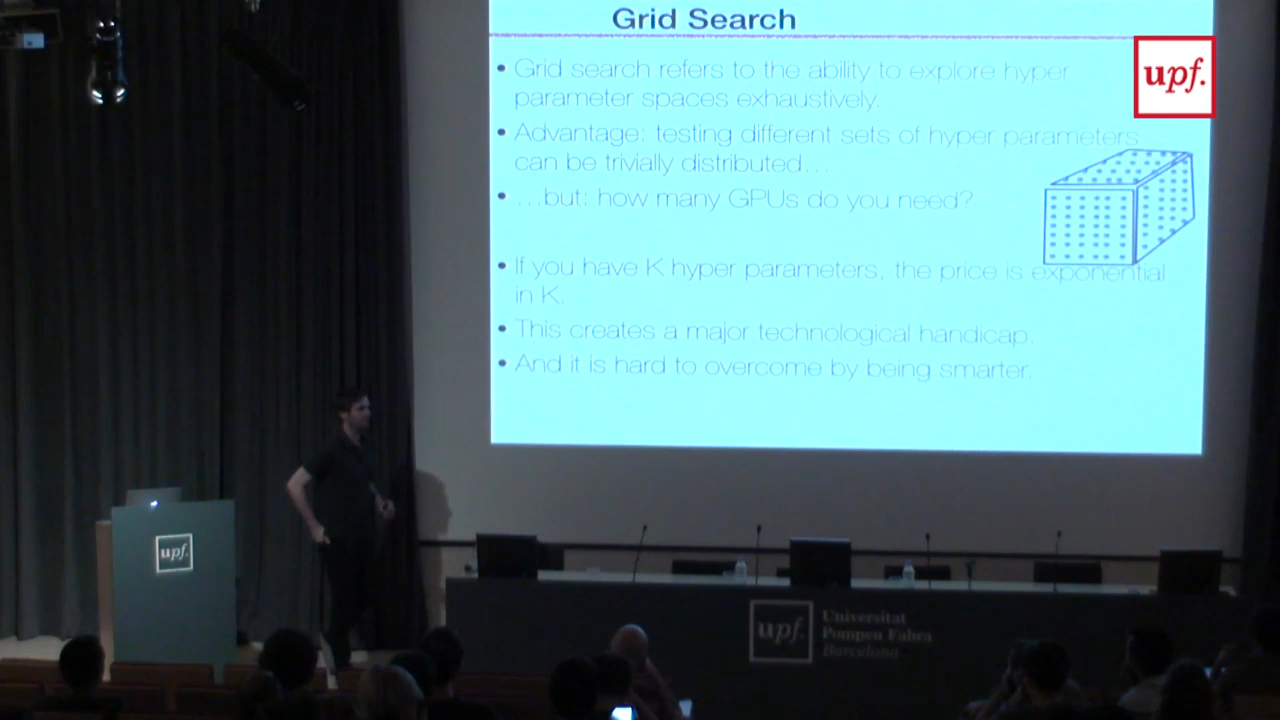 Grid Search
upf.
• Grid search refers to the ability to explore hyper
parameter spaces exhaustively.
• Advantage: testing different sets of hyper parameters
can be trivially distributed…
• …but: how many GPUs do you need?
• If you have K hyper parameters, the price is exponential
in K.
• This creates a major technological handicap.
• And it is hard to overcome by being smarter.
upf.
upf.
Universitat
Pompeu Fabra
Barcelona